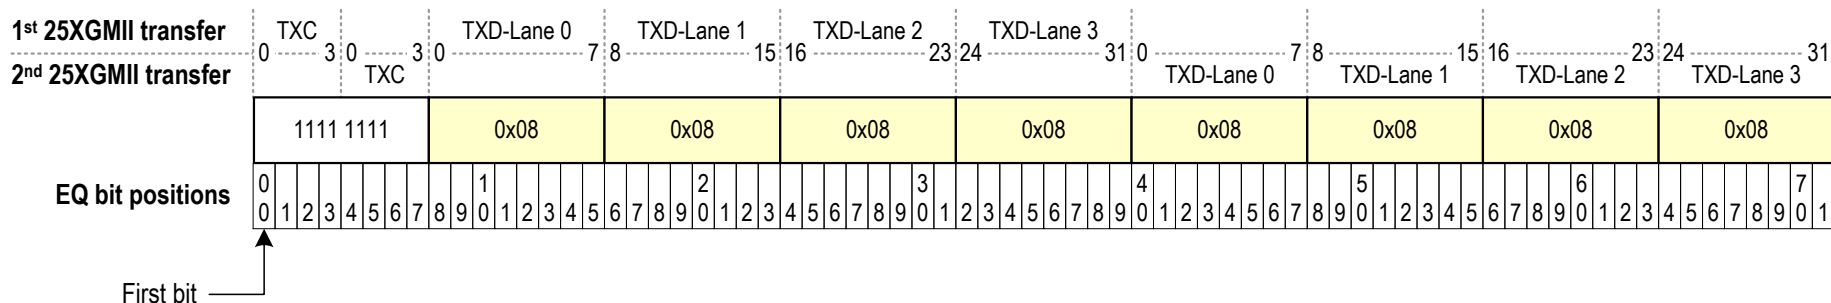 1st 25XGMII transfer TXC TXD-Lane 0 TXD-Lane 1 TXD-Lane 2 TXD-Lane 3
0 3 0 3 0 7 8 15 16 23 24 31 0 7 8 15 16 23 24 31
2nd 25XGMII transfer TXC TXD-Lane 0 TXD-Lane 1 TXD-Lane 2 TXD-Lane 3
1111 1111 0x08 0x08 0x08 0x08 0x08 0x08 0x08 0x08
0 1 2 3 4 5 6 7
EQ bit positions
0 1 2 3 4 5 6 7 8 9 0 1 2 3 4 5 6 7 8 9 0 1 2 3 4 5 6 7 8 9 0 1 2 3 4 5 6 7 8 9 0 1 2 3 4 5 6 7 8 9 0 1 2 3 4 5 6 7 8 9 0 1 2 3 4 5 6 7 8 9 0 1
First bit